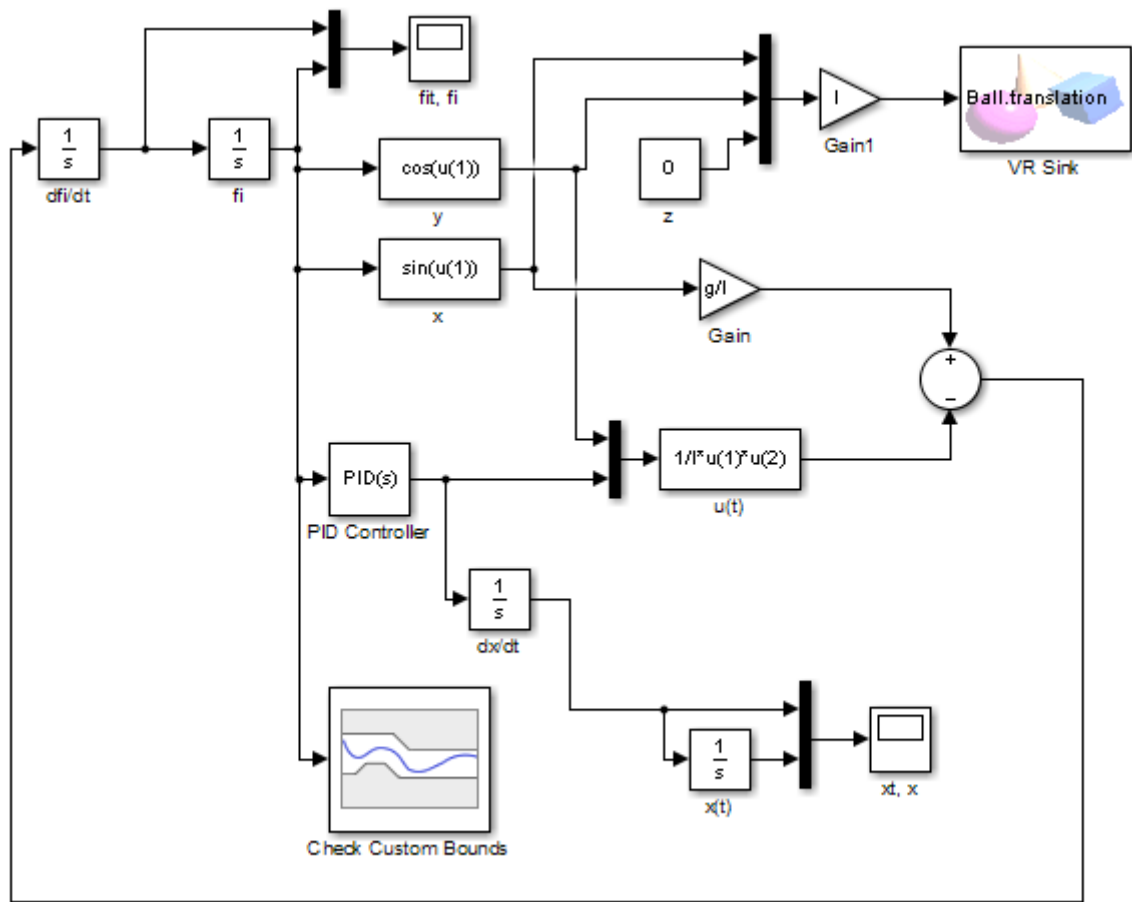 fit, fi
1
s
dfi/dt
1
s
fi
cos(u(1))
y
sin(u(1))
x
0
z
l
Gain1
Ball.translation
VR Sink
g/l
Gain
+
−
PID(s)
PID Controller
1/l*u(1)*u(2)
u(t)
1
s
dx/dt
Check Custom Bounds
1
s
x(t)
xt, x